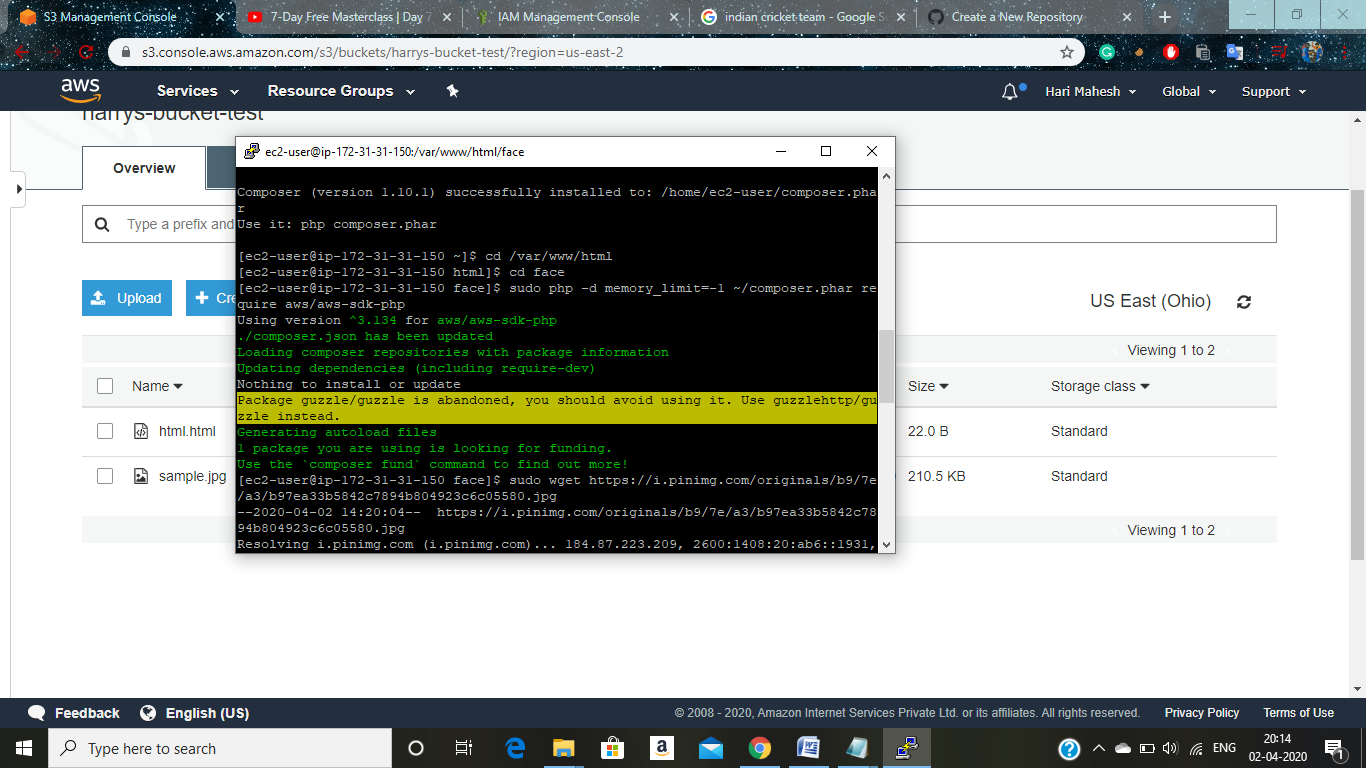 S3 Management Console
7-Day Free Masterclass | Day 7
IAM Management Console
indian cricket team - Google S
Create a New Repository
s3.console.aws.amazon.com/s3/buckets/harrys-bucket-test/?region=us-east-2
aws
Services
Resource Groups
Hari Mahesh
Global
Support
harrys-bucket-test
Overview
Type a prefix and
Upload
Cre
US East (Ohio)
Viewing 1 to 2
Name
Size
Storage class
html.html
22.0 B
Standard
sample.jpg
210.5 KB
Standard
Viewing 1 to 2
ec2-user@ip-172-31-31-150:/var/www/html/face
Composer (version 1.10.1) successfully installed to: /home/ec2-user/composer.pha
r
Use it: php composer.phar
[ec2-user@ip-172-31-31-150 ~]$ cd /var/www/html
[ec2-user@ip-172-31-31-150 html]$ cd face
[ec2-user@ip-172-31-31-150 face]$ sudo php -d memory_limit=-1 ~/composer.phar re
quire aws/aws-sdk-php
Using version ^3.134 for aws/aws-sdk-php
./composer.json has been updated
Loading composer repositories with package information
Updating dependencies (including require-dev)
Nothing to install or update
Package guzzle/guzzle is abandoned, you should avoid using it. Use guzzlehttp/gu
zzle instead.
Generating autoload files
1 package you are using is looking for funding.
Use the `composer fund` command to find out more!
[ec2-user@ip-172-31-31-150 face]$ sudo wget https://i.pinimg.com/originals/b9/7e
/a3/b97ea33b5842c7894b804923c6c05580.jpg
--2020-04-02 14:20:04--  https://i.pinimg.com/originals/b9/7e/a3/b97ea33b5842c78
94b804923c6c05580.jpg
Resolving i.pinimg.com (i.pinimg.com)... 184.87.223.209, 2600:1408:20:ab6::1931,
Feedback
English (US)
© 2008 - 2020, Amazon Internet Services Private Ltd. or its affiliates. All rights reserved.
Privacy Policy
Terms of Use
Type here to search
ENG
20:14
02-04-2020
1